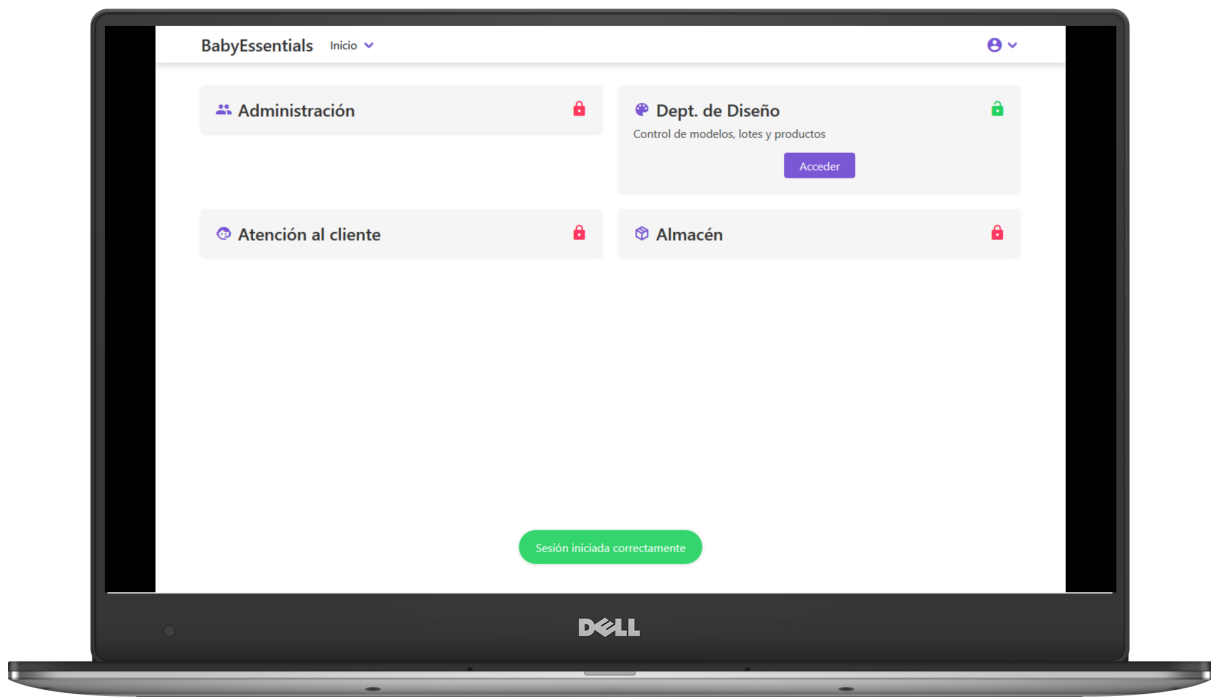 BabyEssentials Inicio
Administración
Dept. de Diseño
Control de modelos, lotes y productos
Acceder
Atención al cliente
Almacén
Sesión iniciada correctamente
DELL